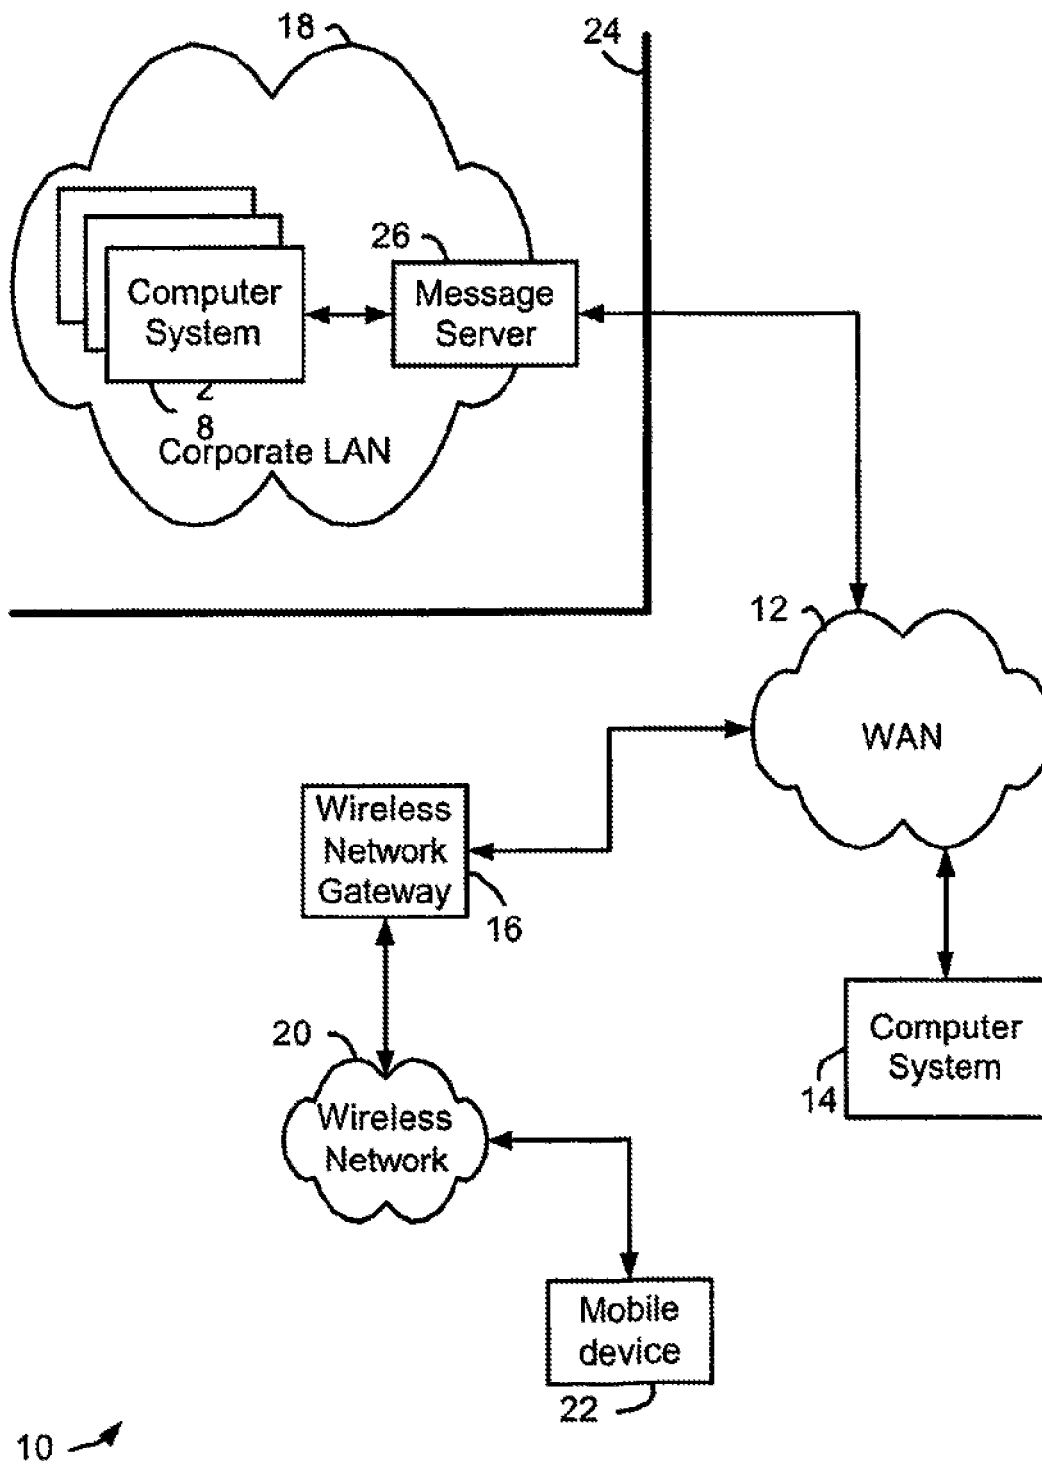 18
24
26
Computer
System
Message
Server
2
8
Corporate LAN
12
WAN
Wireless
Network
Gateway
16
20
Computer
System
14
Wireless
Network
Mobile
device
22
10